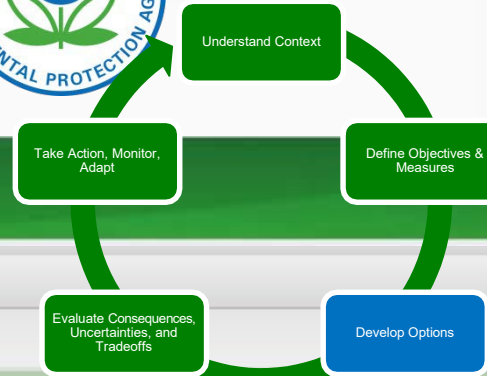 NTAL PROTECTION AG
Understand Context
Define Objectives &
Measures
Develop Options
Evaluate Consequences,
Uncertainties, and
Tradeoffs
Take Action, Monitor,
Adapt